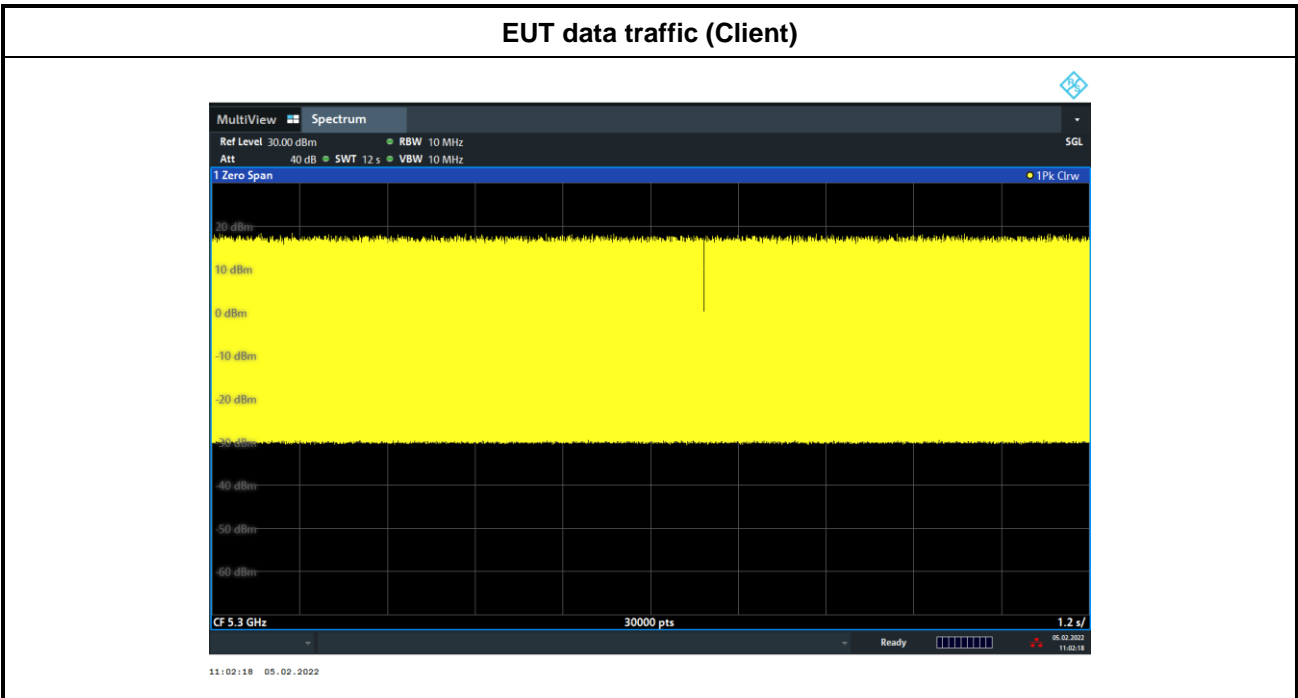 EUT data traffic (Client)
R&S
MultiView Spectrum
Ref Level 30.00 dBm RBW 10 MHz SGL
Att 40 dB SWT 12 s VBW 10 MHz
1 Zero Span 1Pk Clrw
20 dBm
10 dBm
0 dBm
-10 dBm
-20 dBm
-30 dBm
-40 dBm
-50 dBm
-60 dBm
CF 5.3 GHz 30000 pts 1.2 s/
Ready 05.02.2022
11:02:18
11:02:18 05.02.2022